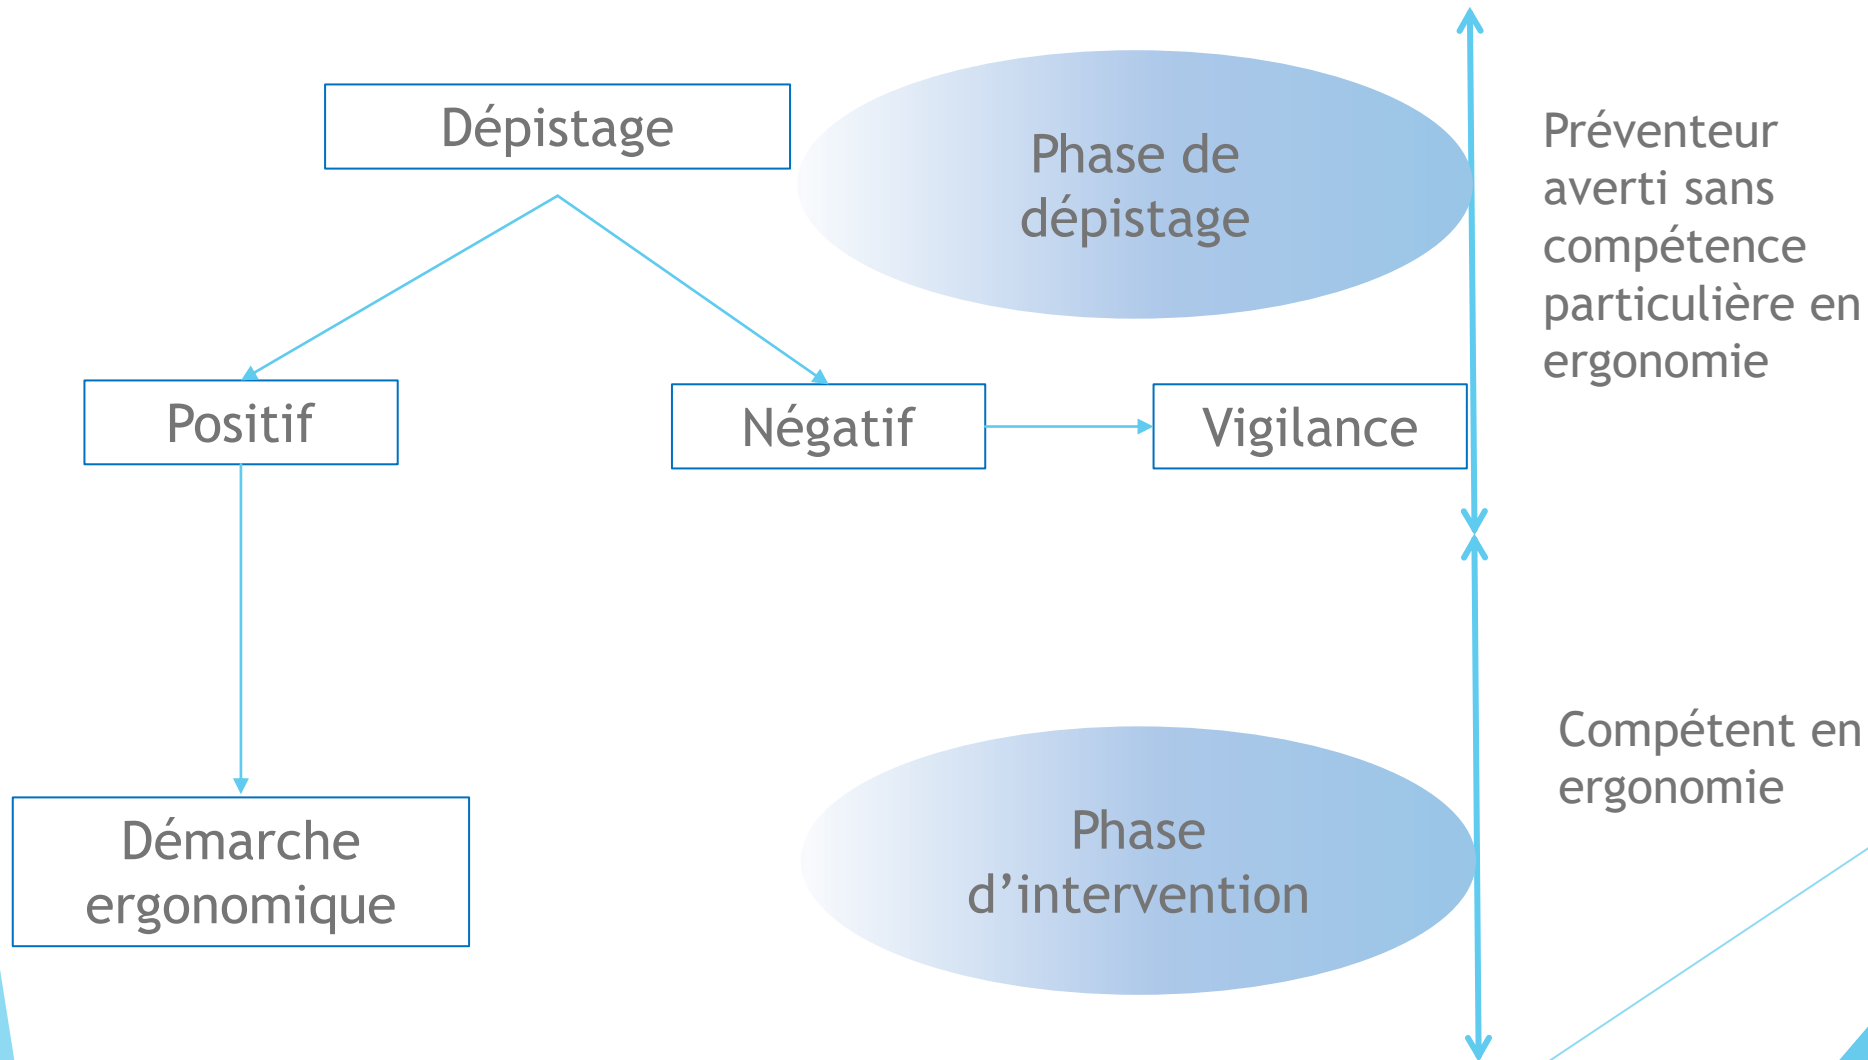 Dépistage
Phase de
dépistage
Préventeur
averti sans
compétence
particulière en
ergonomie
Positif
Négatif
Vigilance
Démarche
ergonomique
Phase
d’intervention
Compétent en
ergonomie